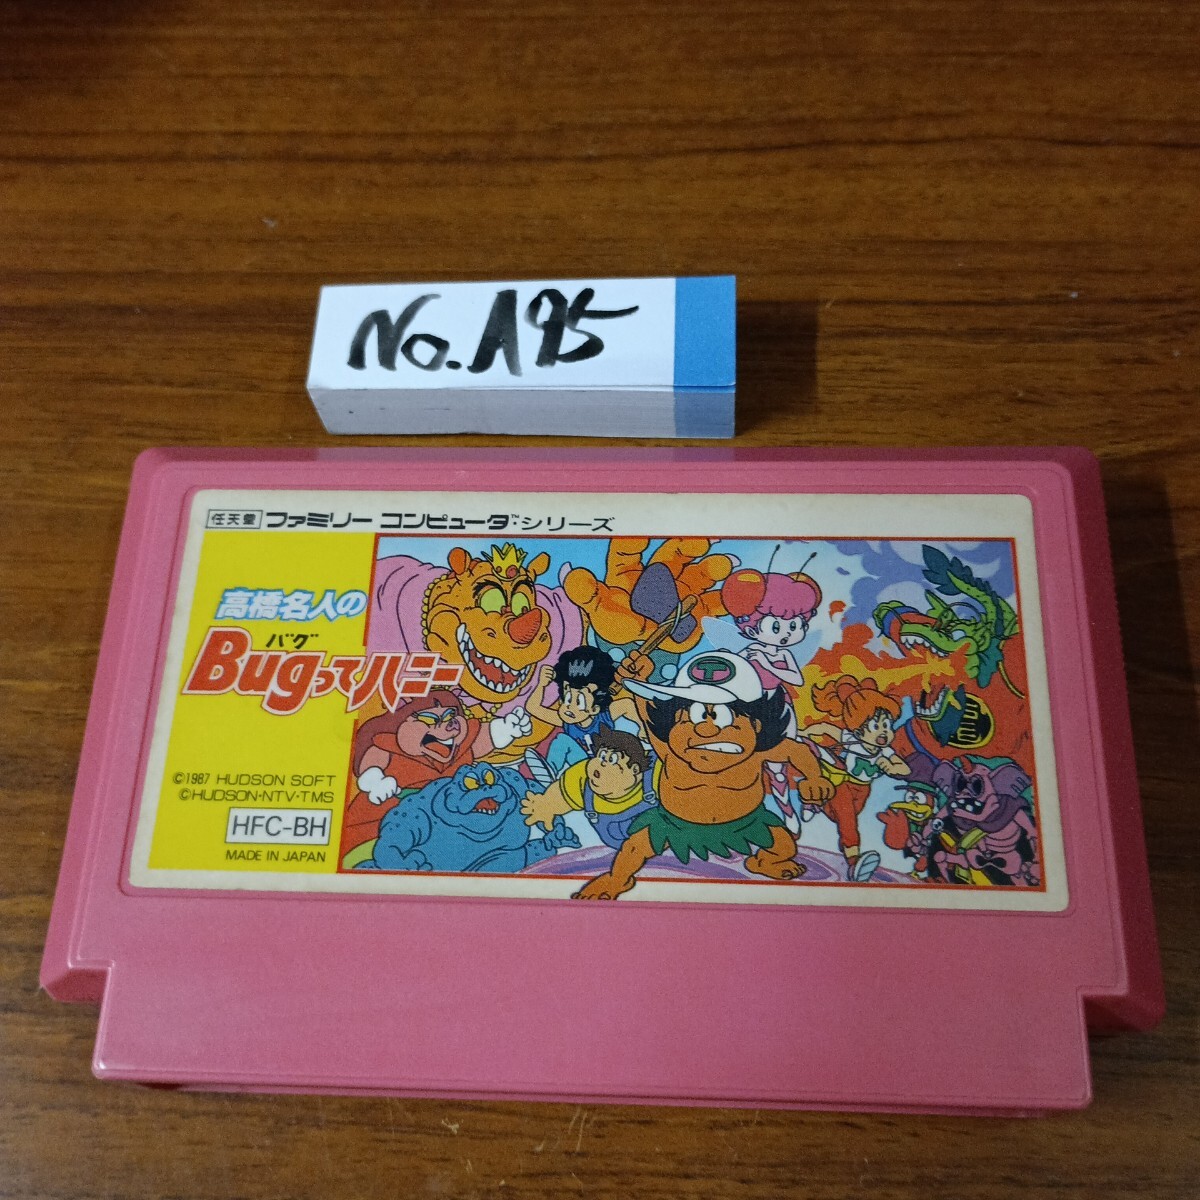 No.A95
任天堂 ファミリー コンピュータ™シリーズ
高橋名人の
バグ
Bugってハニー
©1987 HUDSON SOFT
©HUDSON・NTV・TMS
HFC-BH
MADE IN JAPAN
T